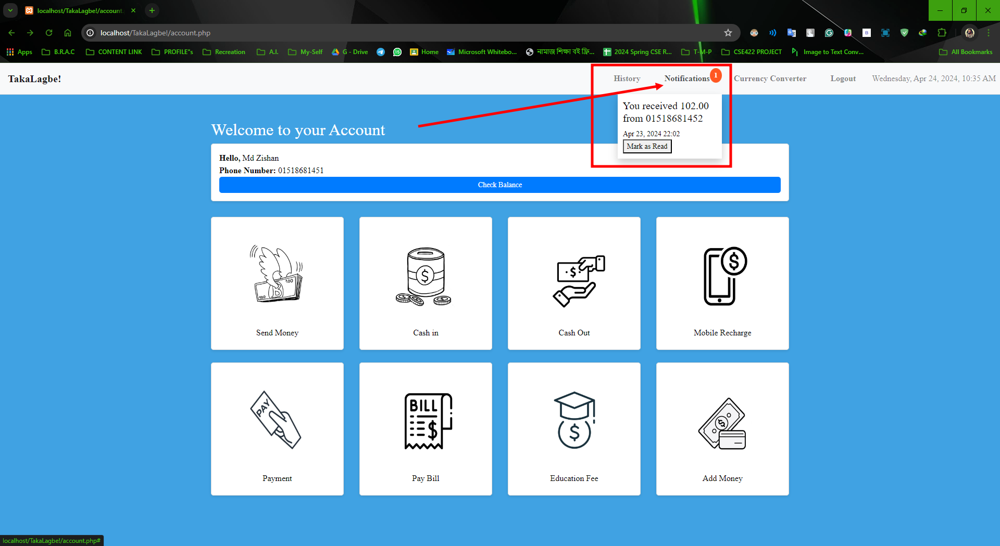 localhost/TakaLagbe!/account.
localhost/TakaLagbe!/account.php
Apps B.R.A.C CONTENT LINK PROFILE"s Recreation A.I. My-Self G - Drive 15 Home Microsoft Whitebo... নামাজ শিক্ষা বই ফ্রি... 2024 Spring CSE R... T-M-P CSE422 PROJECT Image to Text Conv... All Bookmarks
TakaLagbe! History Notifications 1 Currency Converter Logout Wednesday, Apr 24, 2024, 10:35 AM
You received 102.00
from 01518681452
Apr 23, 2024 22:02
Mark as Read
Welcome to your Account
Hello, Md Zishan
Phone Number: 01518681451
Check Balance
100
100 B
$
$
$
Send Money Cash in Cash Out Mobile Recharge
PAY
BILL
$
$
$
Payment Pay Bill Education Fee Add Money
localhost/TakaLagbe!/account.php#